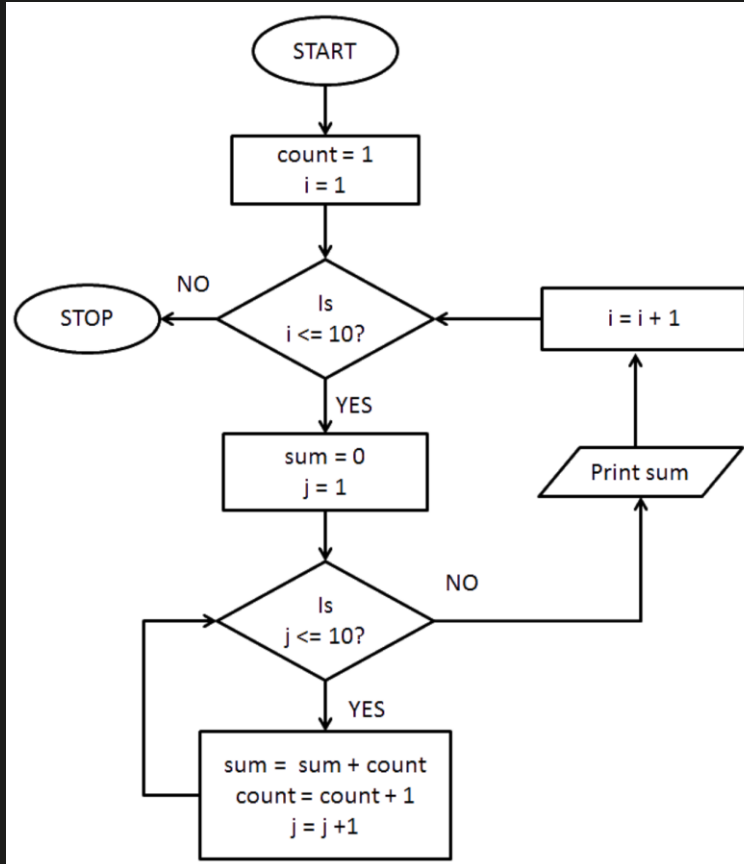 START
count = 1
i = 1
Is
i <= 10?
NO
STOP
i = i + 1
YES
sum = 0
j = 1
Print sum
Is
j <= 10?
NO
YES
sum =  sum + count
count = count + 1
j = j +1